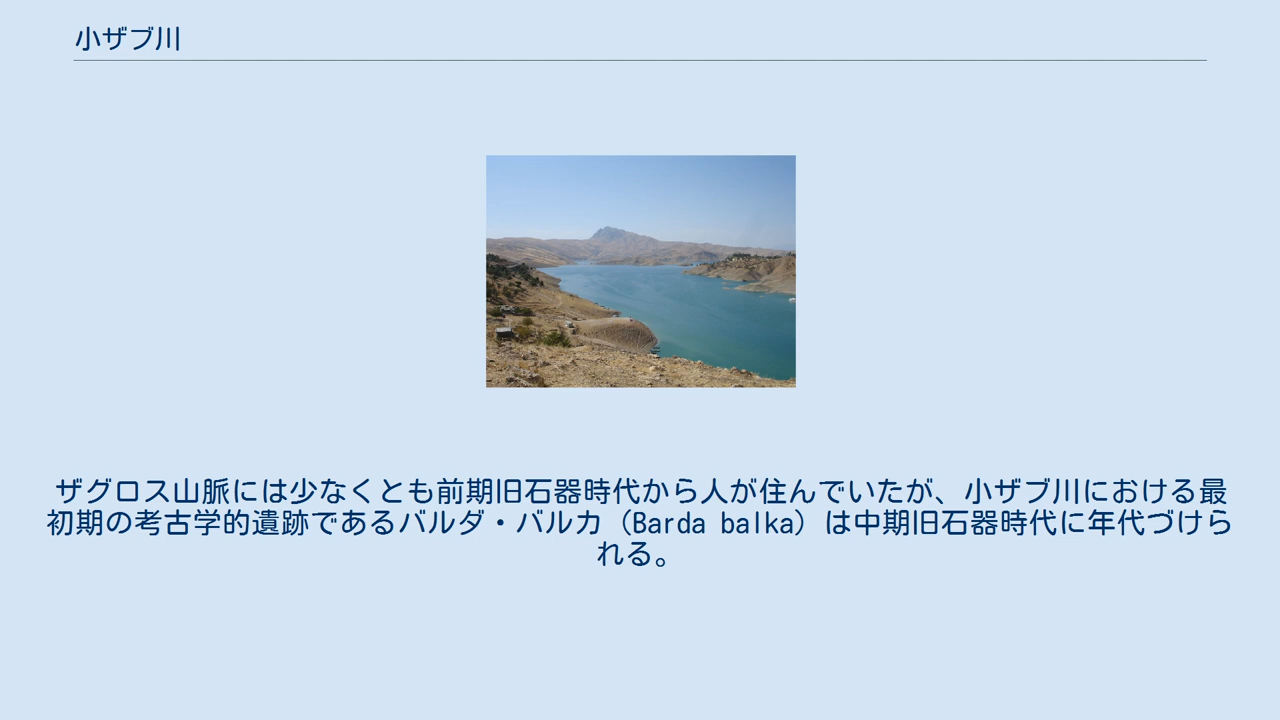 小ザブ川
ザグロス山脈には少なくとも前期旧石器時代から人が住んでいたが、小ザブ川における最
初期の考古学的遺跡であるバルダ・バルカ（Barda balka）は中期旧石器時代に年代づけら
れる。